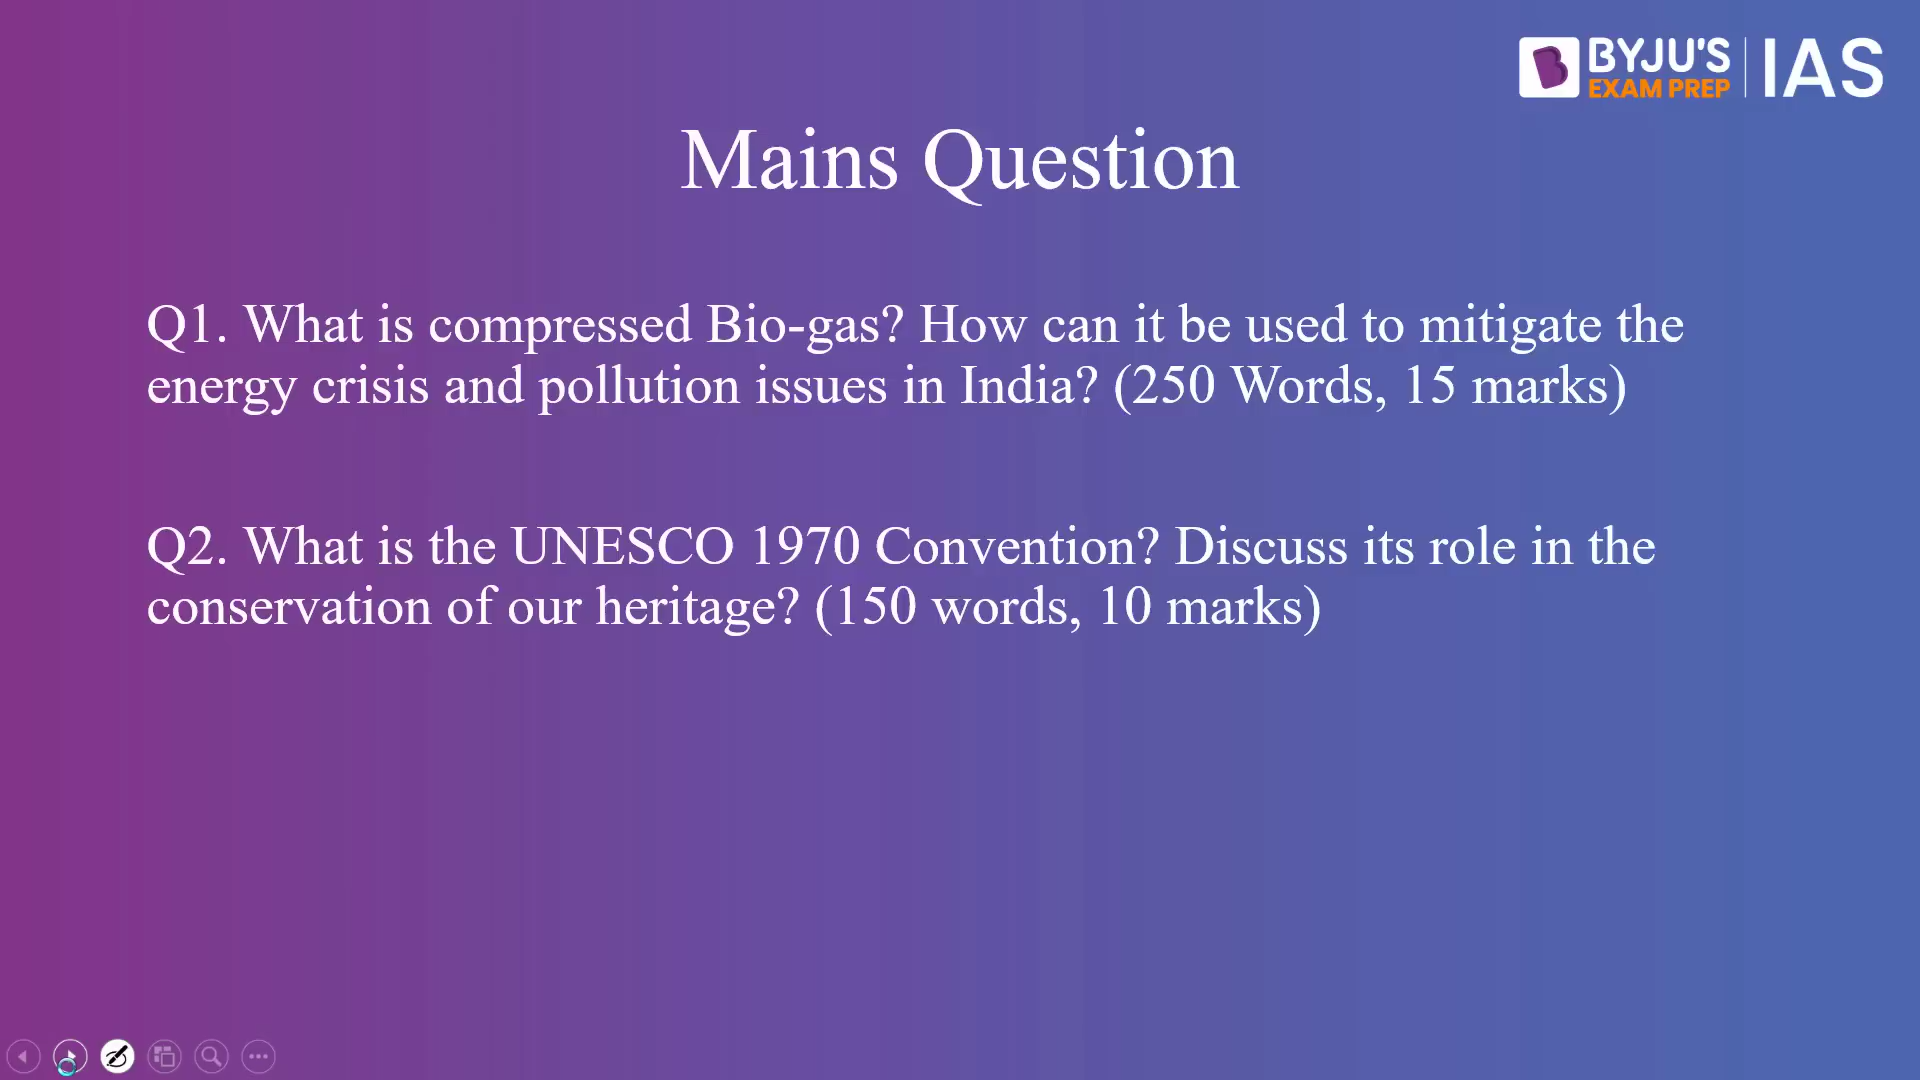 BYJU'S
EXAM PREP
IAS
Mains Question
Q1. What is compressed Bio-gas? How can it be used to mitigate the
energy crisis and pollution issues in India? (250 Words, 15 marks)
Q2. What is the UNESCO 1970 Convention? Discuss its role in the
conservation of our heritage? (150 words, 10 marks)